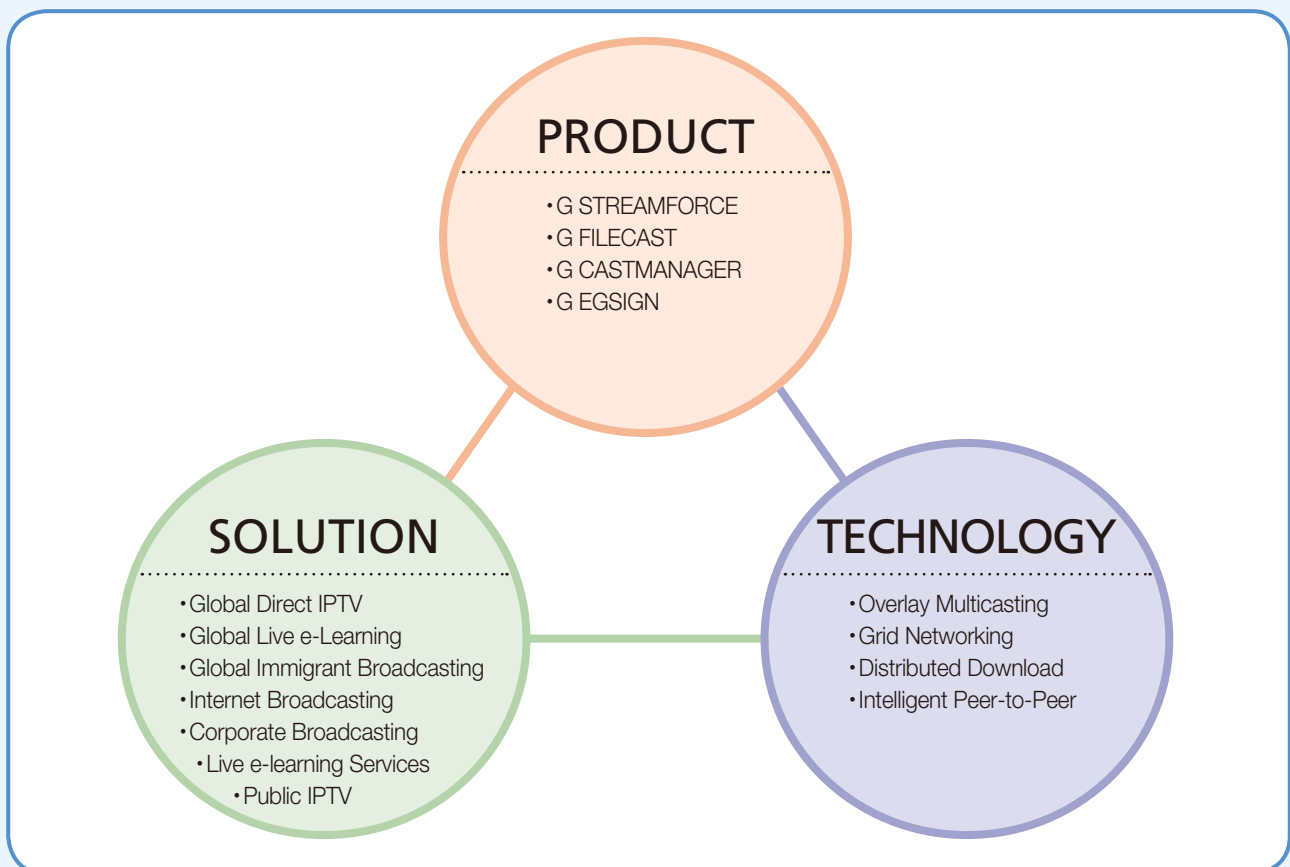 PRODUCT
•G STREAMFORCE
•G FILECAST
•G CASTMANAGER
•G EGSIGN
SOLUTION
•Global Direct IPTV
•Global Live e-Learning
•Global Immigrant Broadcasting
•Internet Broadcasting
•Corporate Broadcasting
•Live e-learning Services
•Public IPTV
TECHNOLOGY
•Overlay Multicasting
•Grid Networking
•Distributed Download
•Intelligent Peer-to-Peer